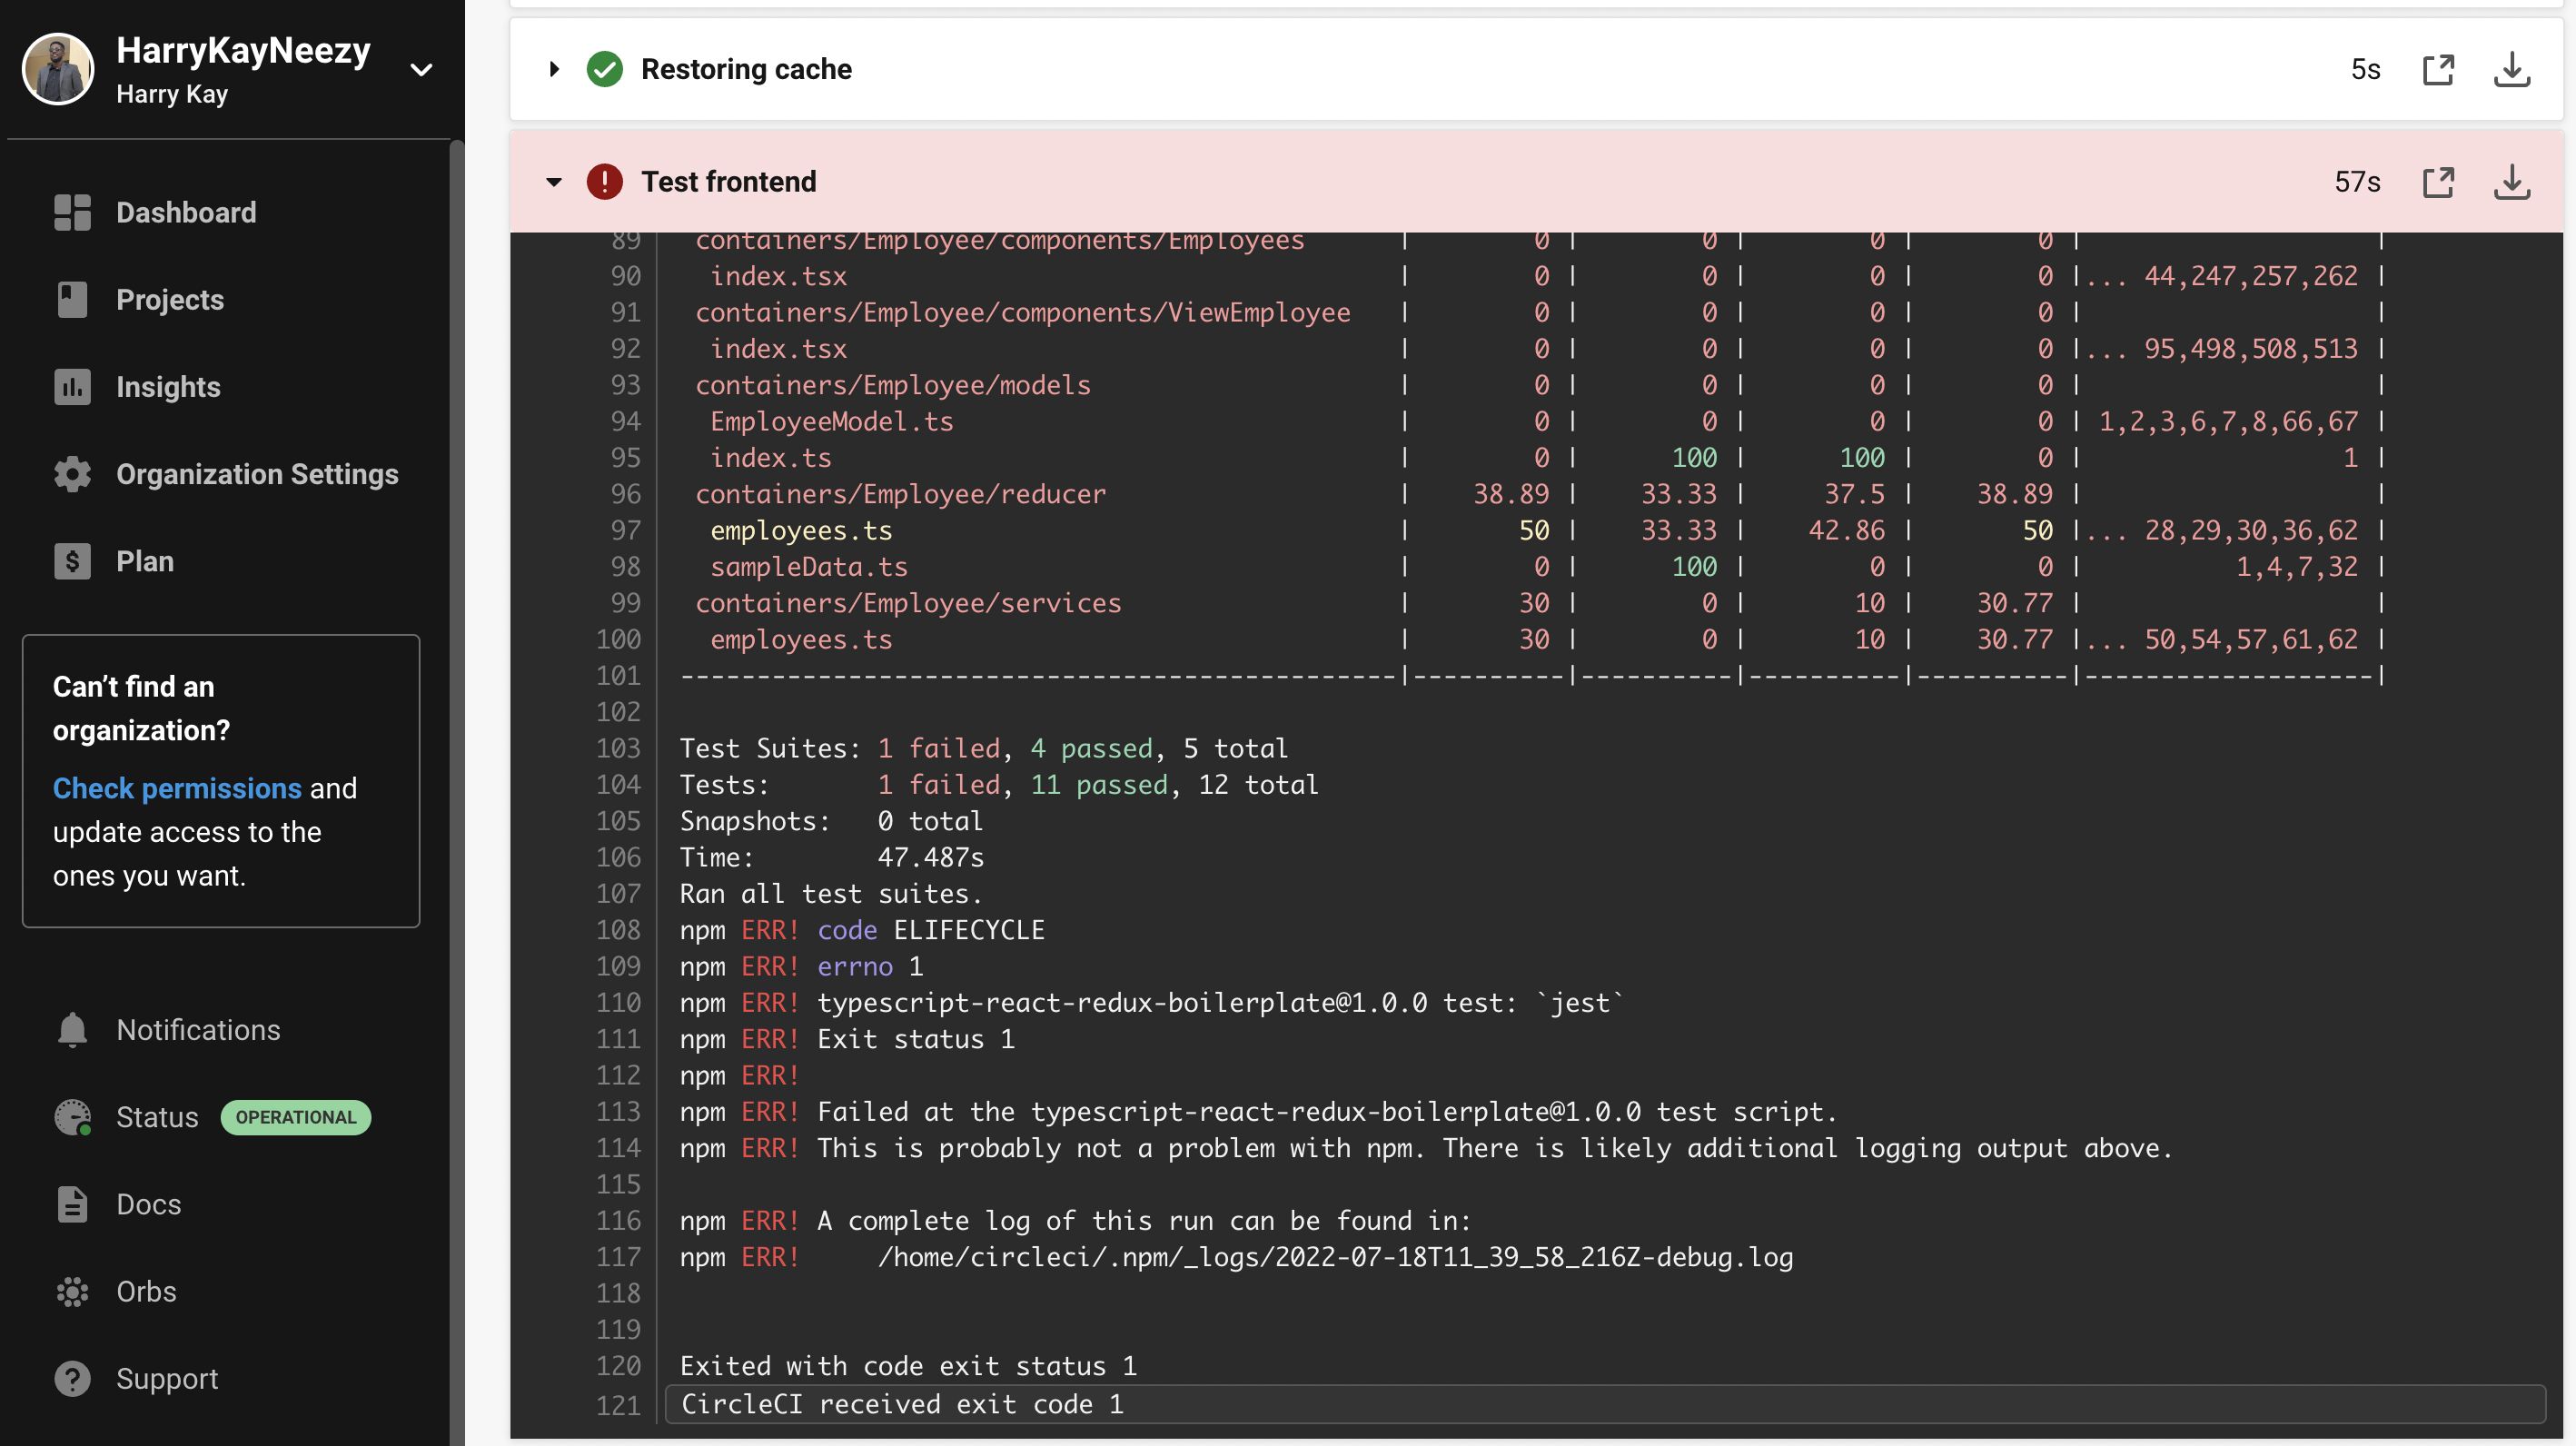 HarryKayNeezy
Harry Kay
Dashboard
Projects
Insights
Organization Settings
Plan
Can’t find an
organization?
Check permissions and
update access to the
ones you want.
Notifications
Status OPERATIONAL
Docs
Orbs
Support
Restoring cache 5s
Test frontend 57s
89 containers/Employee/components/Employees | 0 | 0 | 0 | 0 | |
90 index.tsx | 0 | 0 | 0 | 0 |... 44,247,257,262 |
91 containers/Employee/components/ViewEmployee | 0 | 0 | 0 | 0 | |
92 index.tsx | 0 | 0 | 0 | 0 |... 95,498,508,513 |
93 containers/Employee/models | 0 | 0 | 0 | 0 | |
94 EmployeeModel.ts | 0 | 0 | 0 | 0 | 1,2,3,6,7,8,66,67 |
95 index.ts | 0 | 100 | 100 | 0 | 1 |
96 containers/Employee/reducer | 38.89 | 33.33 | 37.5 | 38.89 | |
97 employees.ts | 50 | 33.33 | 42.86 | 50 |... 28,29,30,36,62 |
98 sampleData.ts | 0 | 100 | 0 | 0 | 1,4,7,32 |
99 containers/Employee/services | 30 | 0 | 10 | 30.77 | |
100 employees.ts | 30 | 0 | 10 | 30.77 |... 50,54,57,61,62 |
101 -----------------------------------------------|----------|----------|----------|----------|-------------------|
102
103 Test Suites: 1 failed, 4 passed, 5 total
104 Tests: 1 failed, 11 passed, 12 total
105 Snapshots: 0 total
106 Time: 47.487s
107 Ran all test suites.
108 npm ERR! code ELIFECYCLE
109 npm ERR! errno 1
110 npm ERR! typescript-react-redux-boilerplate@1.0.0 test: `jest`
111 npm ERR! Exit status 1
112 npm ERR!
113 npm ERR! Failed at the typescript-react-redux-boilerplate@1.0.0 test script.
114 npm ERR! This is probably not a problem with npm. There is likely additional logging output above.
115
116 npm ERR! A complete log of this run can be found in:
117 npm ERR! /home/circleci/.npm/_logs/2022-07-18T11_39_58_216Z-debug.log
118
119
120 Exited with code exit status 1
121 CircleCI received exit code 1